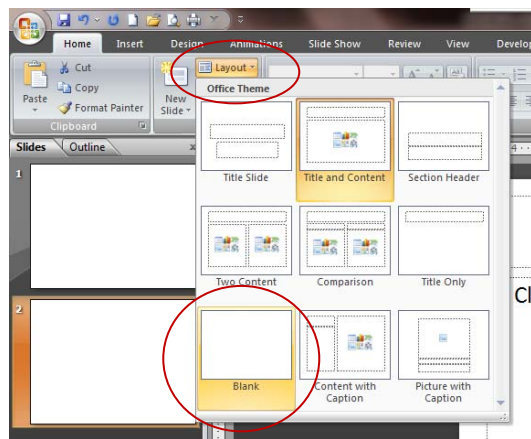 Home Insert Design Animations Slide Show Review View Develop
Cut
Copy
Format Painter
Paste
Clipboard
New
Slide
Layout
Office Theme
Slides Outline x
Title Slide Title and Content Section Header
1
Two Content Comparison Title Only
2
Cl
Blank Content with
Caption Picture with
Caption